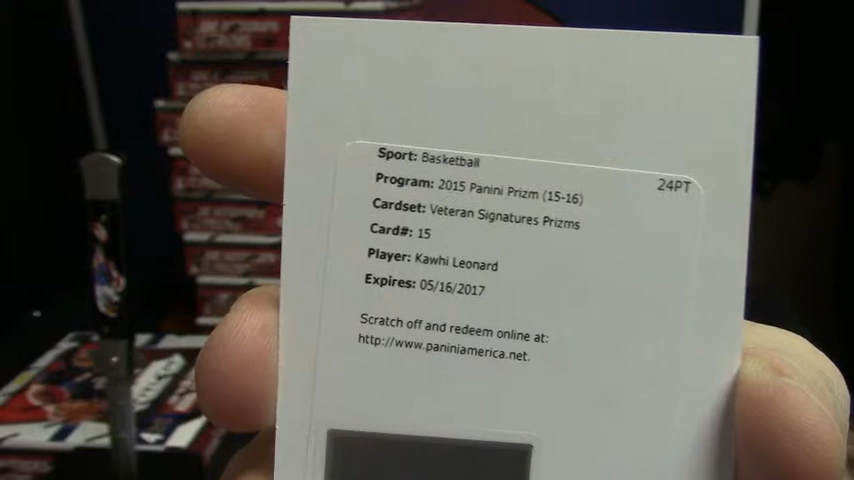 Sport: Basketball
24PT
Program: 2015 Panini Prizm (15-16)
Cardset: Veteran Signatures Prizms
Card#: 15
Player: Kawhi Leonard
Expires: 05/16/2017
Scratch off and redeem online at:
http://www.paniniamerica.net.